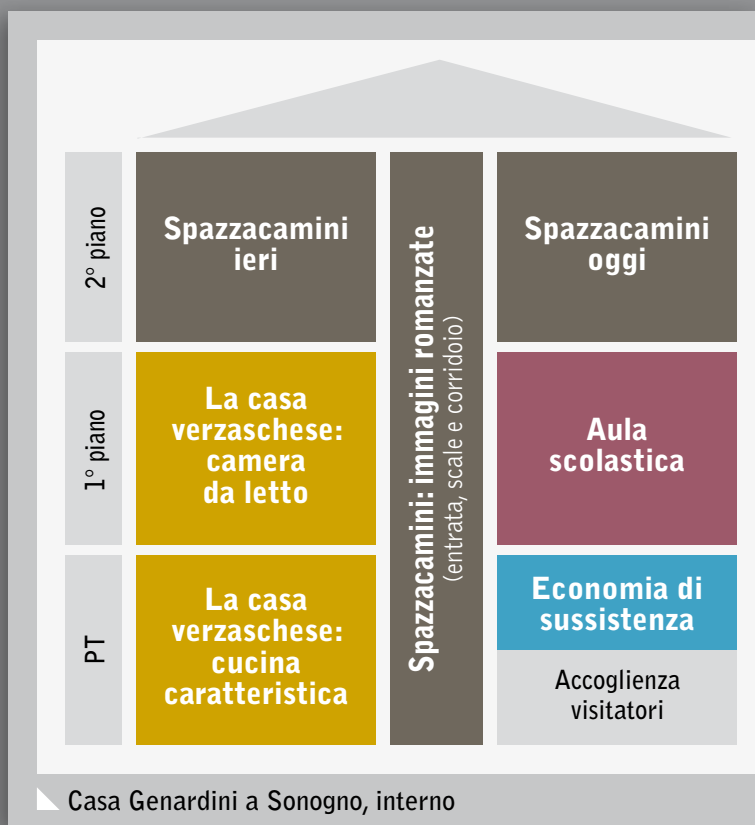 2° piano
Spazzacamini
ieri
Spazzacamini: immagini romanzate
(entrata, scale e corridoio)
Spazzacamini
oggi
1° piano
La casa
verzaschese:
camera
da letto
Aula
scolastica
PT
La casa
verzaschese:
cucina
caratteristica
Economia di
sussistenza
Accoglienza
visitatori
Casa Genardini a Sonogno, interno